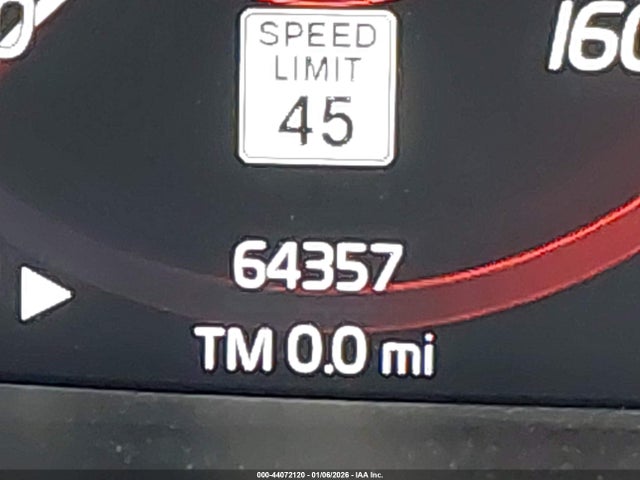 160
SPEED
LIMIT
45
64357
TM 0.0 mi
000-44072120 - 01/06/2026 - IAA Inc.